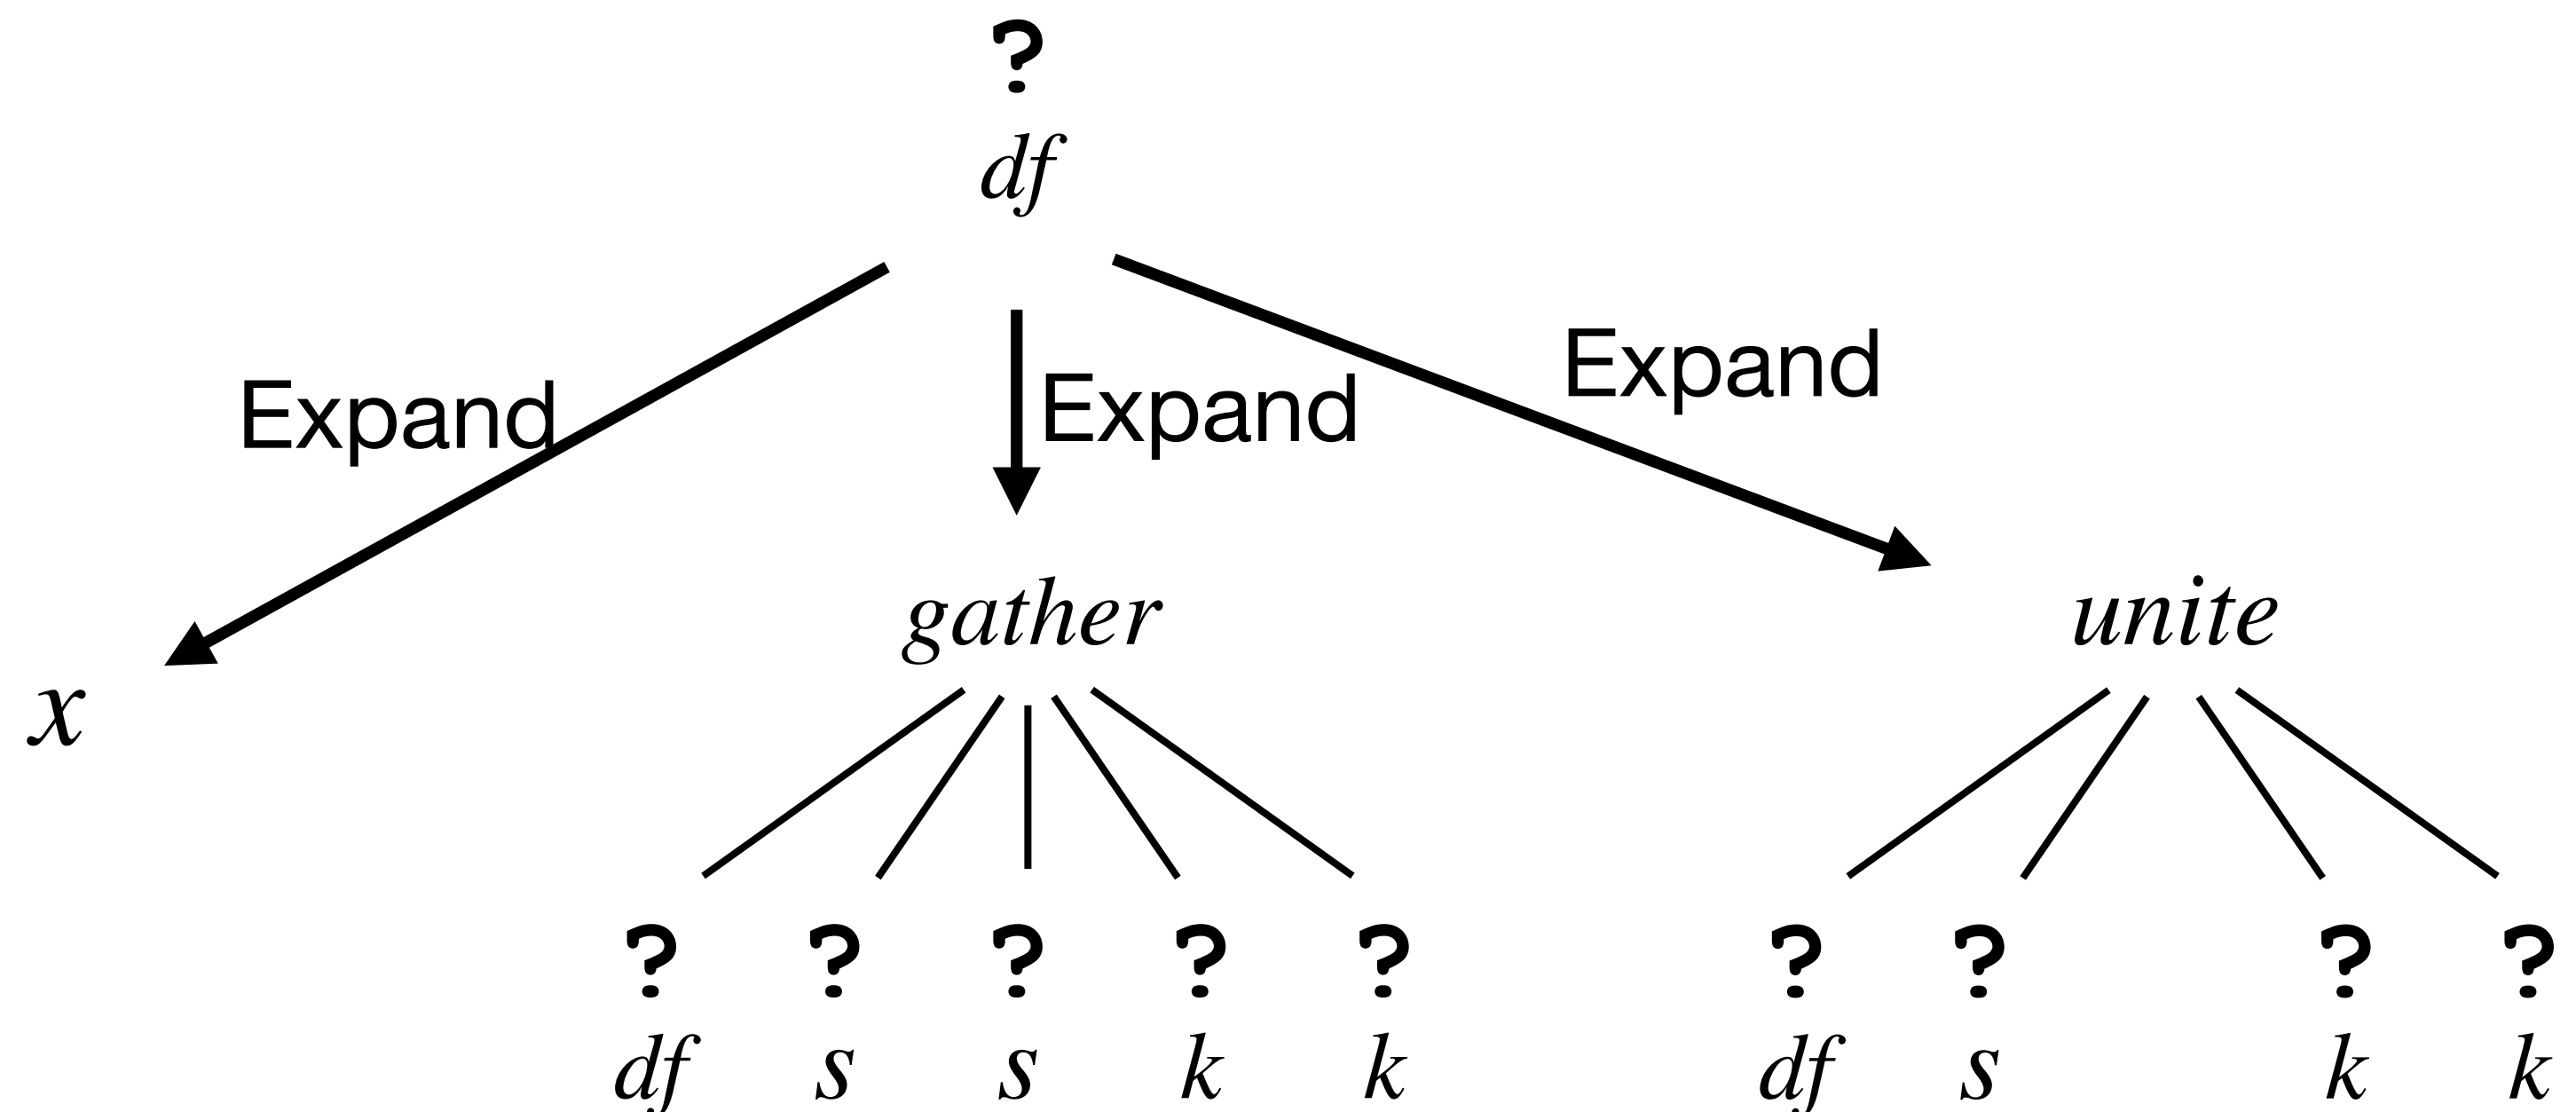 ?
df
Expand
Expand
Expand
gather
unite
x
? ? ? ? ? ? ? ? ?
df s s k k df s k k